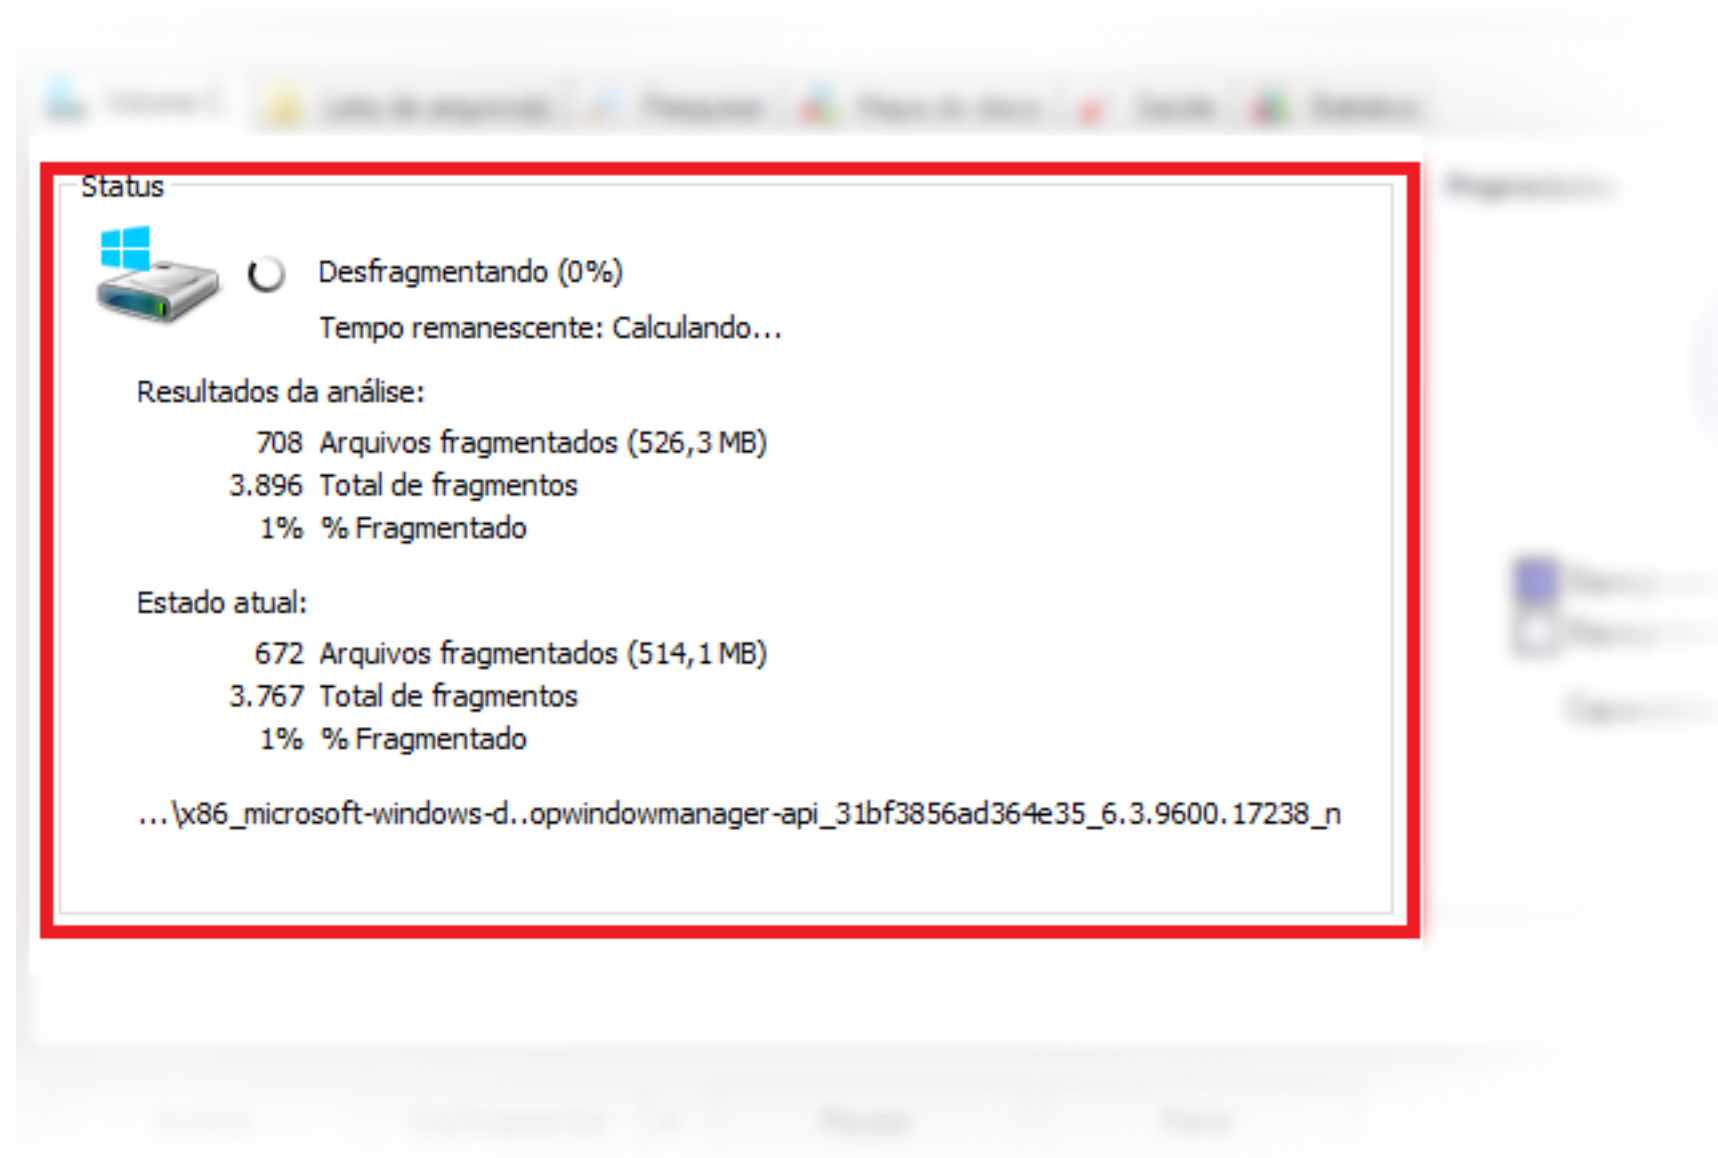 Status
Desfragmentando (0%)
Tempo remanescente: Calculando...
Resultados da análise:
708 Arquivos fragmentados (526,3 MB)
3.896 Total de fragmentos
1% % Fragmentado
Estado atual:
672 Arquivos fragmentados (514,1 MB)
3.767 Total de fragmentos
1% % Fragmentado
...\x86_microsoft-windows-d..opwindowmanager-api_31bf3856ad364e35_6.3.9600.17238_n